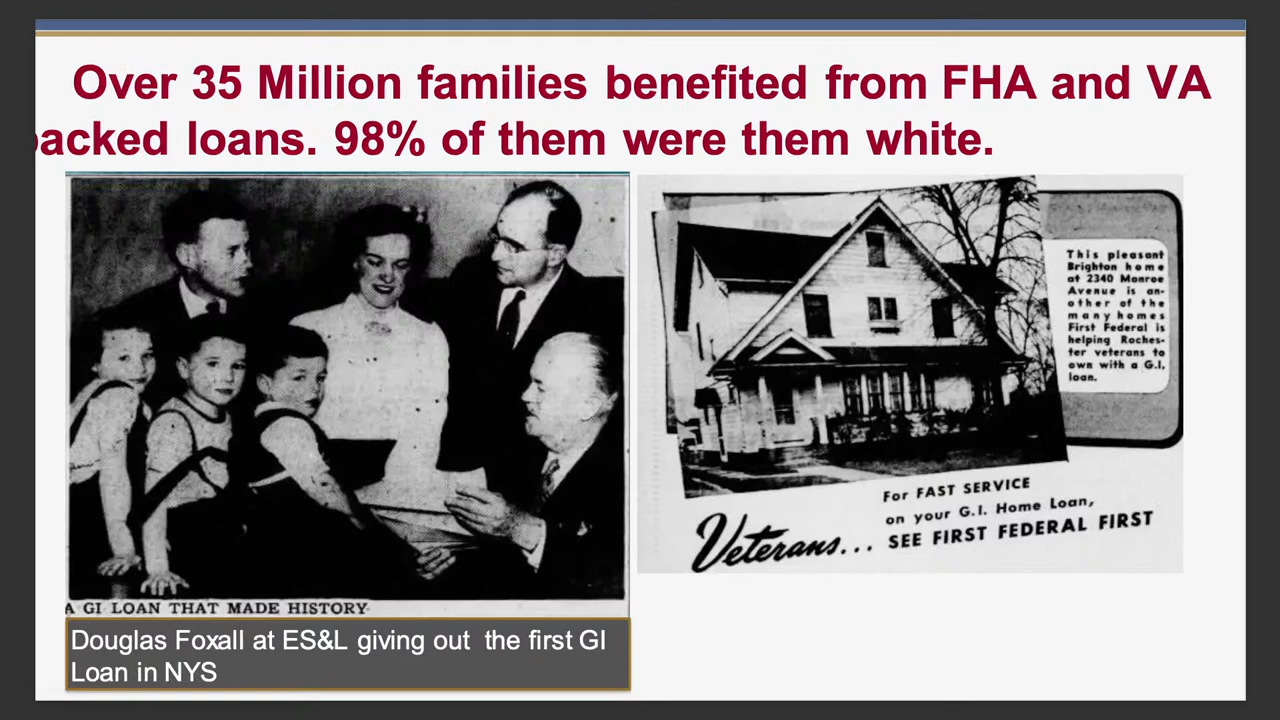 Over 35 Million families benefited from FHA and VA
backed loans. 98% of them were them white.
A GI LOAN THAT MADE HISTORY
Douglas Foxall at ES&L giving out the first GI
Loan in NYS
This pleasant
Brighton home
at 2340 Monroe
Avenue is an-
other of the
many homes
First Federal is
helping Roches-
ter veterans to
own with a G.I.
loan.
For FAST SERVICE
on your G.I. Home Loan,
Veterans... SEE FIRST FEDERAL FIRST